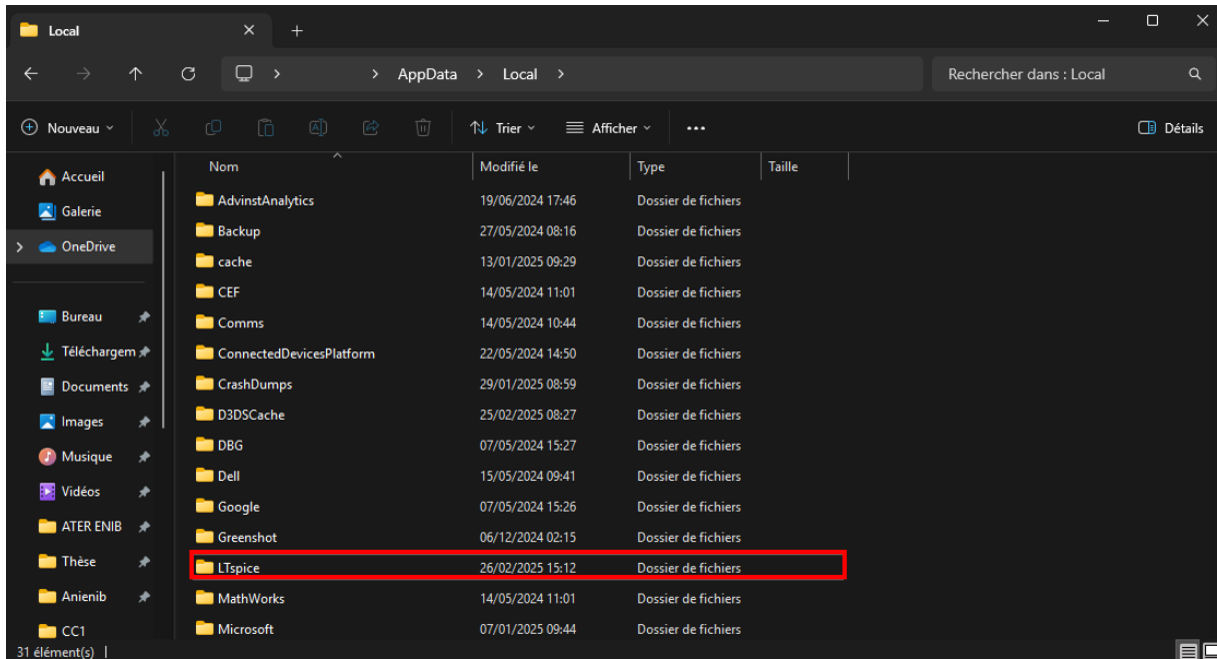 Local
AppData > Local >
Rechercher dans : Local
Nouveau
Trier
Afficher
Détails
Accueil
Galerie
OneDrive
Bureau
Téléchargem
Documents
Images
Musique
Vidéos
ATER ENIB
Thèse
Anienib
CC1
Nom Modifié le Type Taille
AdvinstAnalytics 19/06/2024 17:46 Dossier de fichiers
Backup 27/05/2024 08:16 Dossier de fichiers
cache 13/01/2025 09:29 Dossier de fichiers
CEF 14/05/2024 11:01 Dossier de fichiers
Comms 14/05/2024 10:44 Dossier de fichiers
ConnectedDevicesPlatform 22/05/2024 14:50 Dossier de fichiers
CrashDumps 29/01/2025 08:59 Dossier de fichiers
D3DSCache 25/02/2025 08:27 Dossier de fichiers
DBG 07/05/2024 15:27 Dossier de fichiers
Dell 15/05/2024 09:41 Dossier de fichiers
Google 07/05/2024 15:26 Dossier de fichiers
Greenshot 06/12/2024 02:15 Dossier de fichiers
LTspice 26/02/2025 15:12 Dossier de fichiers
MathWorks 14/05/2024 11:01 Dossier de fichiers
Microsoft 07/01/2025 09:44 Dossier de fichiers
31 élément(s)